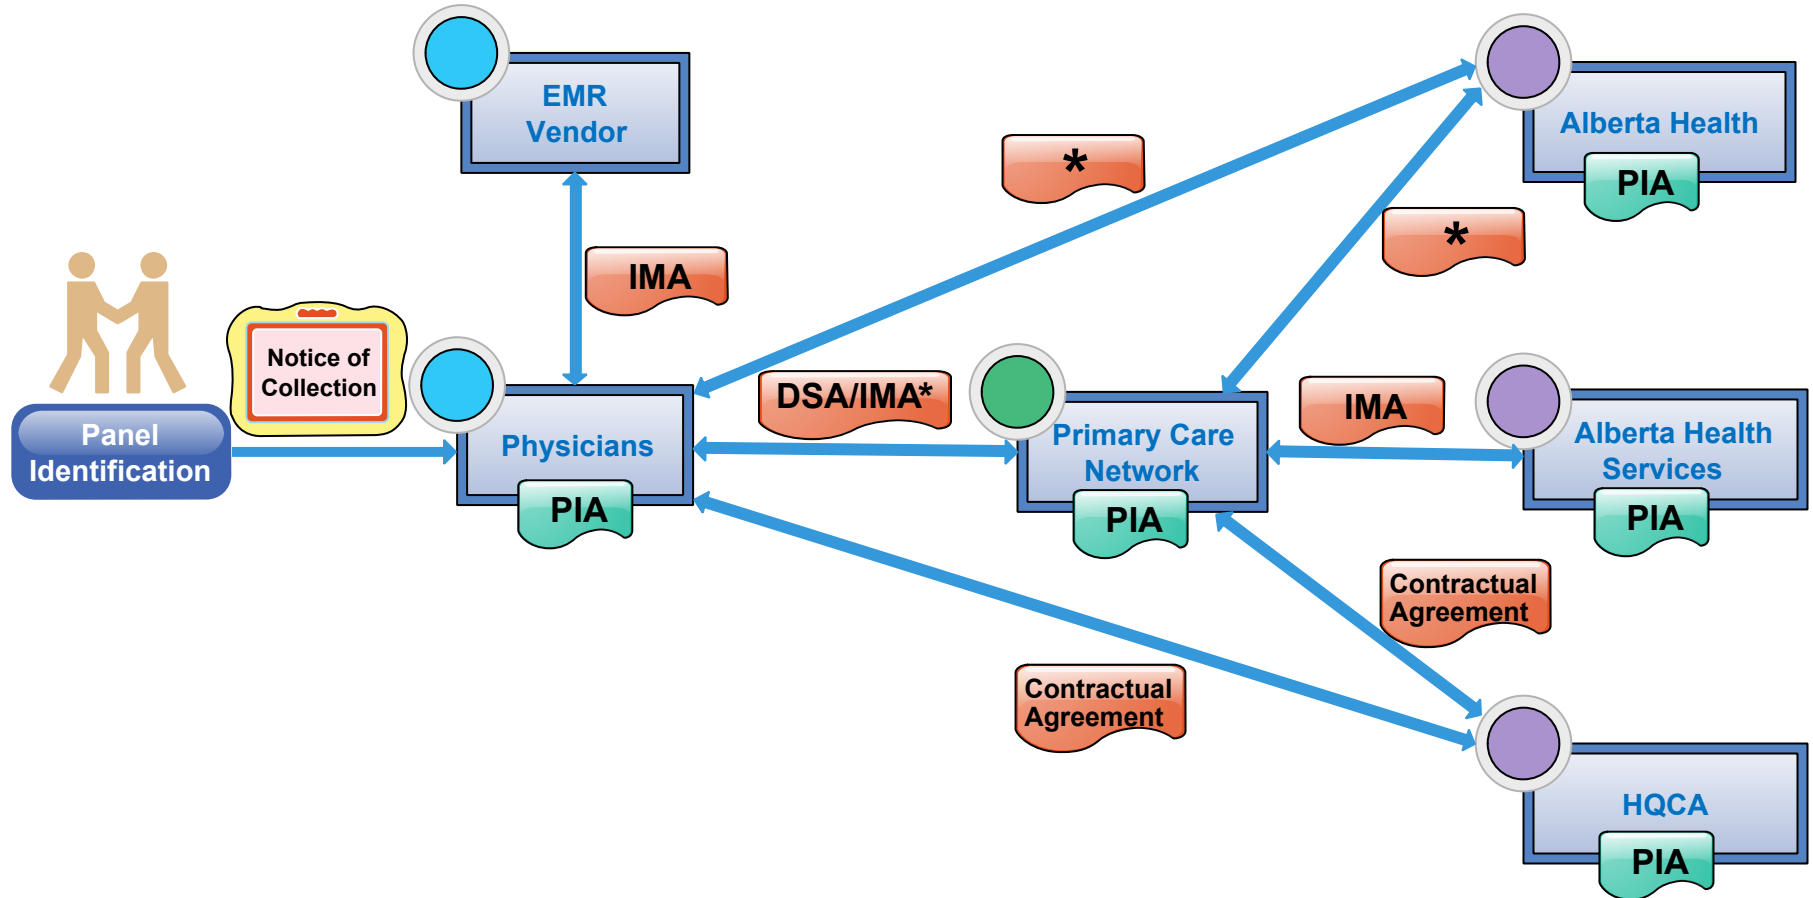 EMR
Vendor
Alberta Health
PIA
*
*
IMA
Notice of
Collection
Panel
Identification
Physicians
PIA
DSA/IMA*
Primary Care
Network
PIA
IMA
Alberta Health
Services
PIA
Contractual
Agreement
Contractual
Agreement
HQCA
PIA